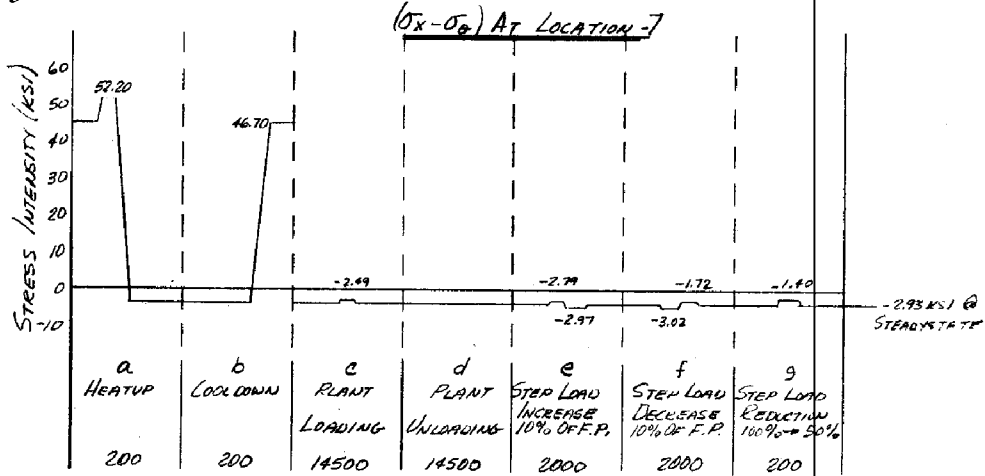 (σx-σθ) AT LOCATION-7
STRESS INTENSITY (KSI)
60
50
40
30
20
10
0
-10
52.20
46.70
-2.49
-2.79
-2.97
-1.72
-3.02
-1.40
-2.93 KSI @
STEADYSTATE
a
HEATUP
200
b
COOLDOWN
200
c
PLANT
LOADING
14500
d
PLANT
UNLOADING
14500
e
STEP LOAD
INCREASE
10% OF F.P.
2000
f
STEP LOAD
DECREASE
10% OF F.P.
2000
g
STEP LOAD
REDUCTION
100%→50%
200